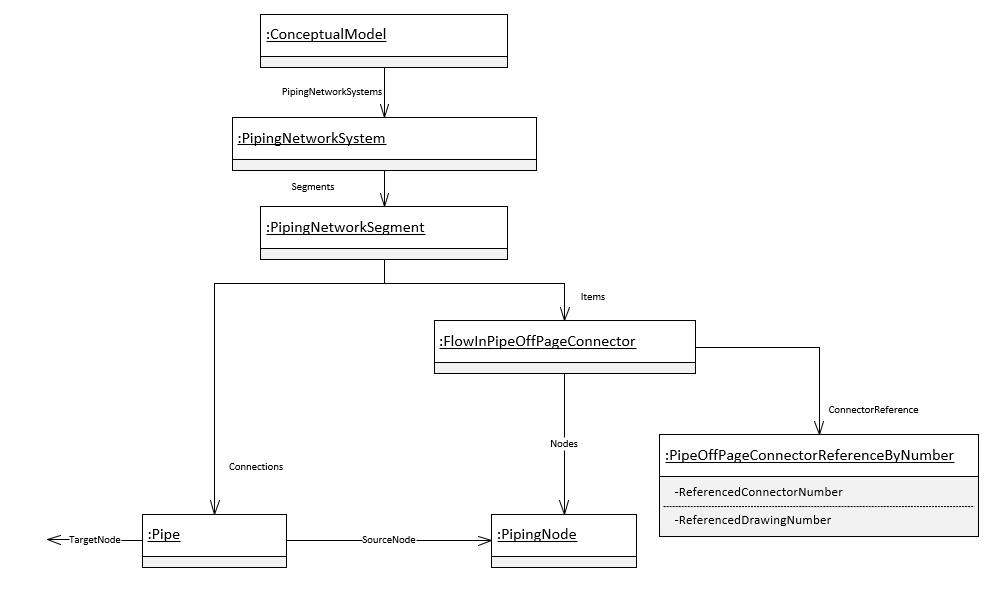 :ConceptualModel
PipingNetworkSystems
:PipingNetworkSystem
Segments
:PipingNetworkSegment
Items
:FlowInPipeOffPageConnector
ConnectorReference
Nodes
:PipeOffPageConnectorReferenceByNumber
Connections
-ReferencedConnectorNumber
-ReferencedDrawingNumber
TargetNode
:Pipe
SourceNode
:PipingNode